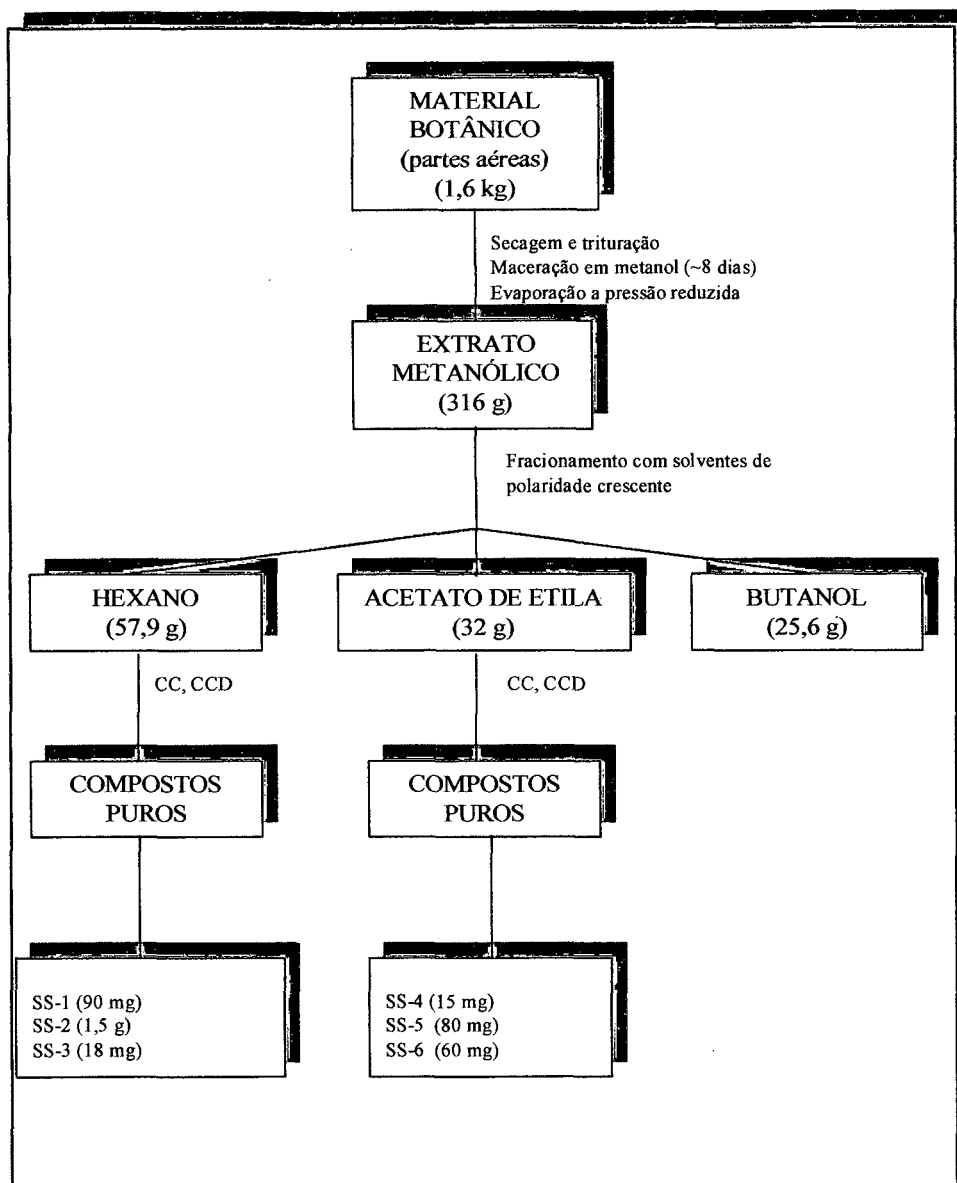 MATERIAL
BOTÂNICO
(partes aéreas)
(1,6 kg)
Secagem e trituração
Maceração em metanol (~8 dias)
Evaporação a pressão reduzida
EXTRATO
METANÓLICO
(316 g)
Fracionamento com solventes de
polaridade crescente
HEXANO
(57,9 g)
ACETATO DE ETILA
(32 g)
BUTANOL
(25,6 g)
CC, CCD
CC, CCD
COMPOSTOS
PUROS
COMPOSTOS
PUROS
SS-1 (90 mg)
SS-2 (1,5 g)
SS-3 (18 mg)
SS-4 (15 mg)
SS-5 (80 mg)
SS-6 (60 mg)